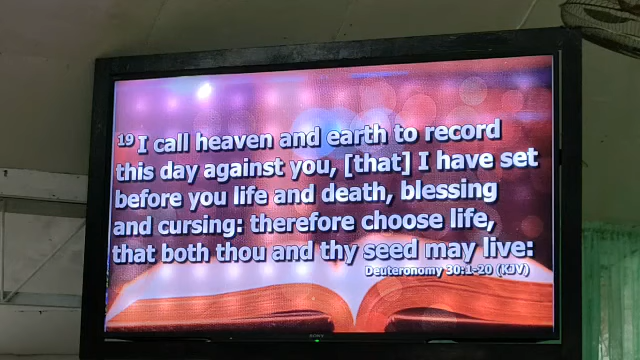 19 I call heaven and earth to record
this day against you, [that] I have set
before you life and death, blessing
and cursing: therefore choose life,
that both thou and thy seed may live:
Deuteronomy 30:1-20 (KJV)
SONY